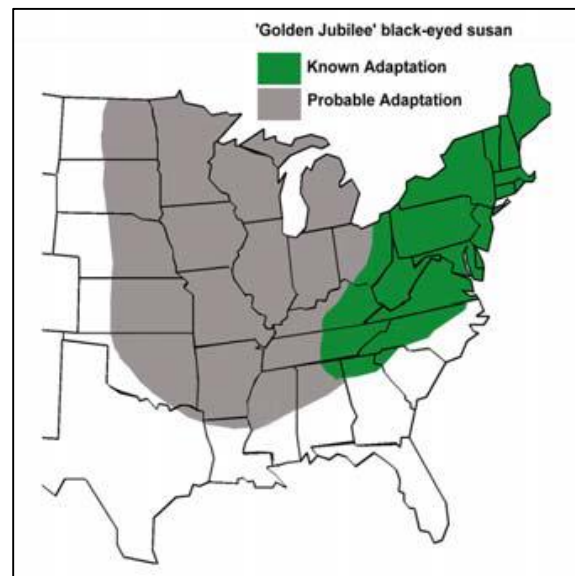 'Golden Jubilee' black-eyed susan
Known Adaptation
Probable Adaptation